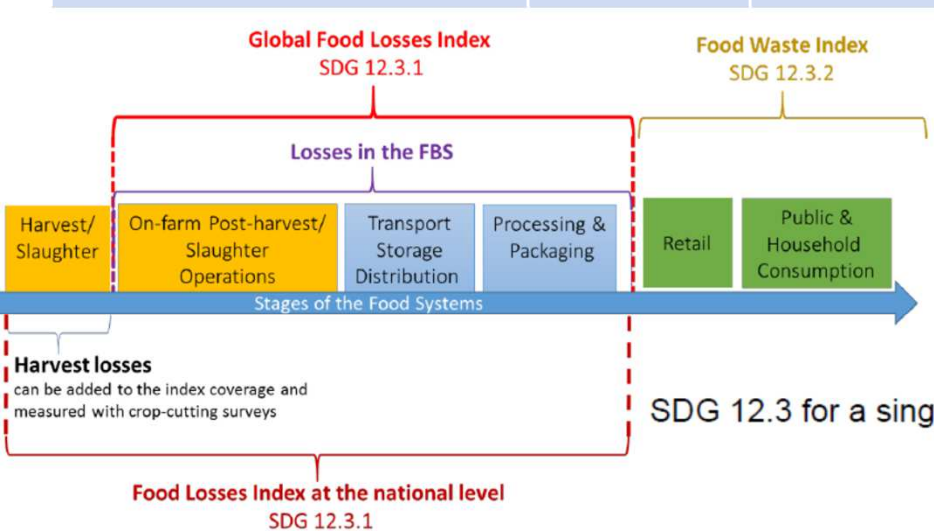 Global Food Losses Index
SDG 12.3.1
Food Waste Index
SDG 12.3.2
Losses in the FBS
Harvest/
Slaughter
On-farm Post-harvest/
Slaughter
Operations
Transport
Storage
Distribution
Processing &
Packaging
Retail
Public &
Household
Consumption
Stages of the Food Systems
Harvest losses
can be added to the index coverage and
measured with crop-cutting surveys
SDG 12.3 for a sing
Food Losses Index at the national level
SDG 12.3.1